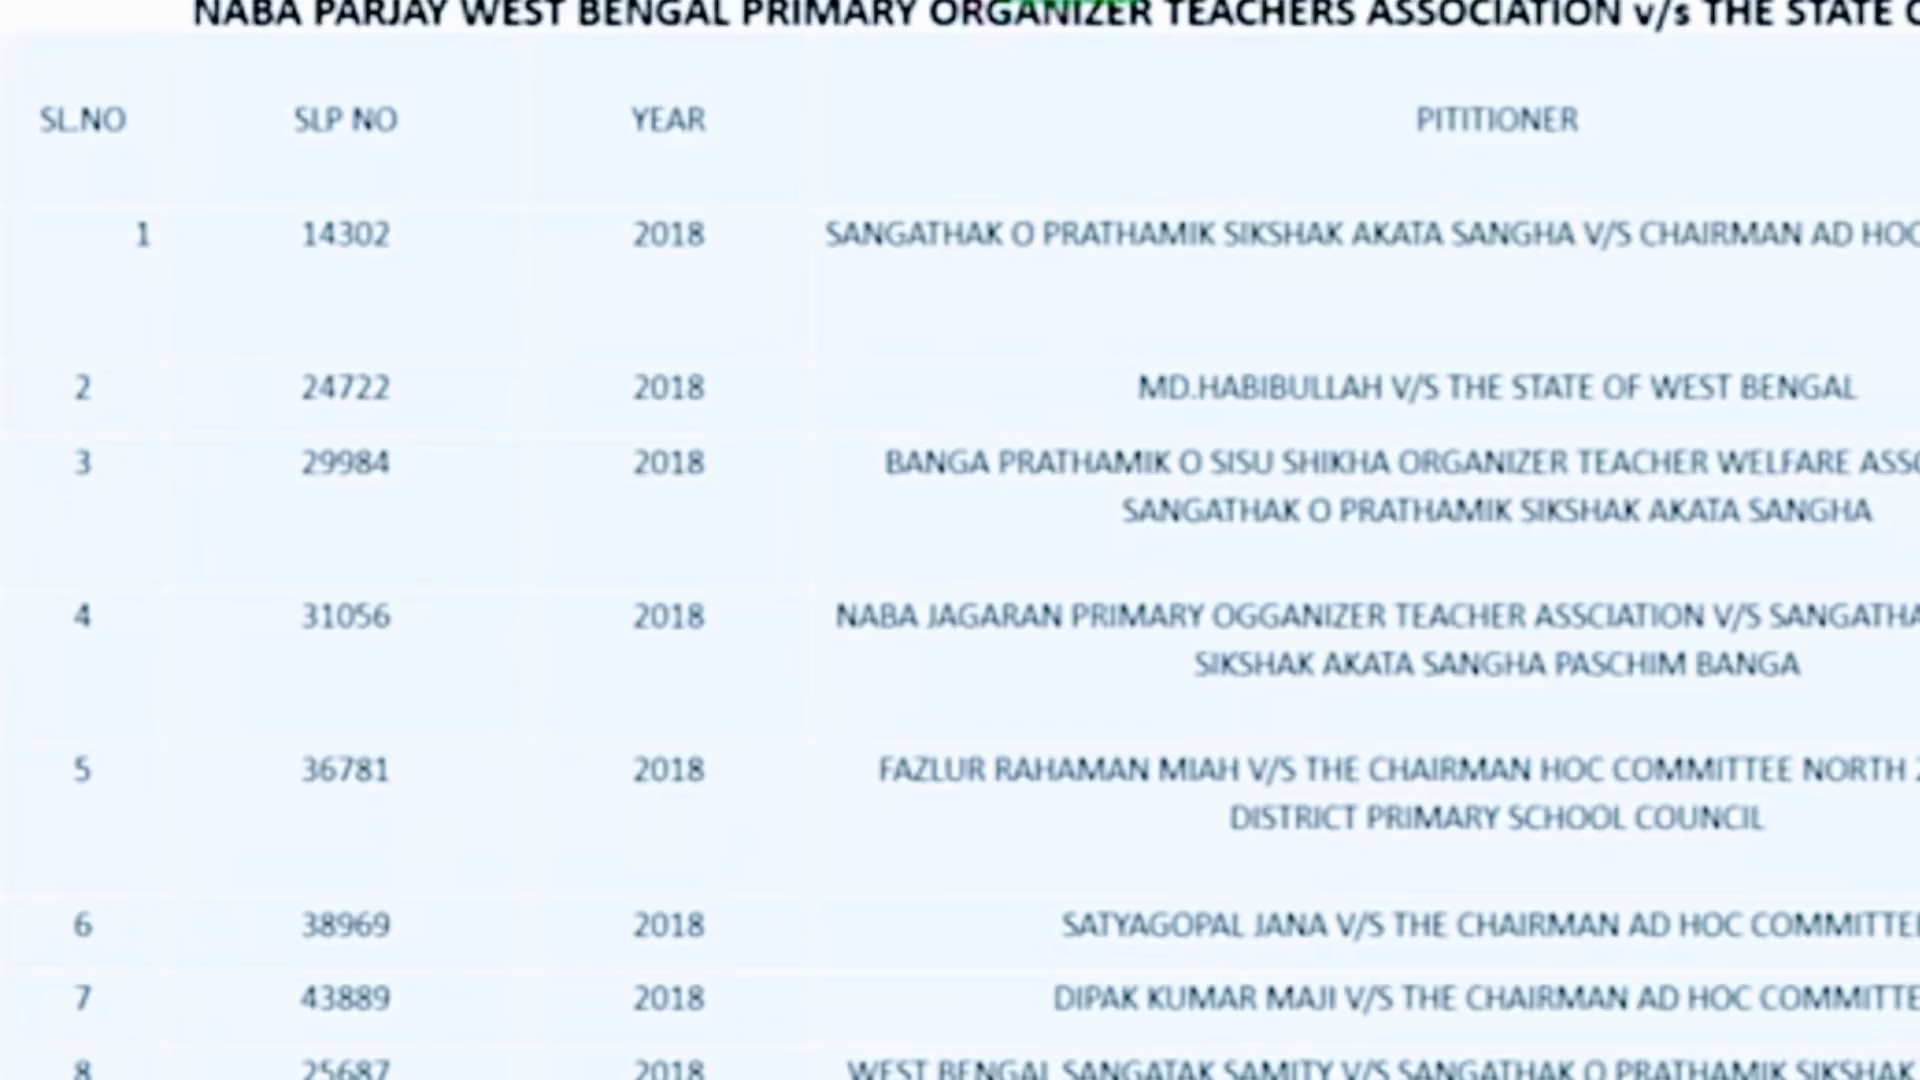 NABA PARJAY WEST BENGAL PRIMARY ORGANIZER TEACHERS ASSOCIATION v/s THE STATE
SL.NO SLP NO YEAR PITITIONER
1 14302 2018 SANGATHAK O PRATHAMIK SIKSHAK AKATA SANGHA V/S CHAIRMAN AD HOC
2 24722 2018 MD.HABIBULLAH V/S THE STATE OF WEST BENGAL
3 29984 2018 BANGA PRATHAMIK O SISU SHIKHA ORGANIZER TEACHER WELFARE
SANGATHAK O PRATHAMIK SIKSHAK AKATA SANGHA
4 31056 2018 NABA JAGARAN PRIMARY OGGANIZER TEACHER ASSCIATION V/S
SIKSHAK AKATA SANGHA PASCHIM BANGA
5 36781 2018 FAZLUR RAHAMAN MIAH V/S THE CHAIRMAN HOC COMMITTEE NORTH
DISTRICT PRIMARY SCHOOL COUNCIL
6 38969 2018 SATYAGOPAL JANA V/S THE CHAIRMAN AD HOC COMMITTEE
7 43889 2018 DIPAK KUMAR MAJI V/S THE CHAIRMAN AD HOC
8 25687 2018 WEST BENGAL SANGATAK SAMITY V/S SANGATHAK O PRATHAMIK SIKSHAK